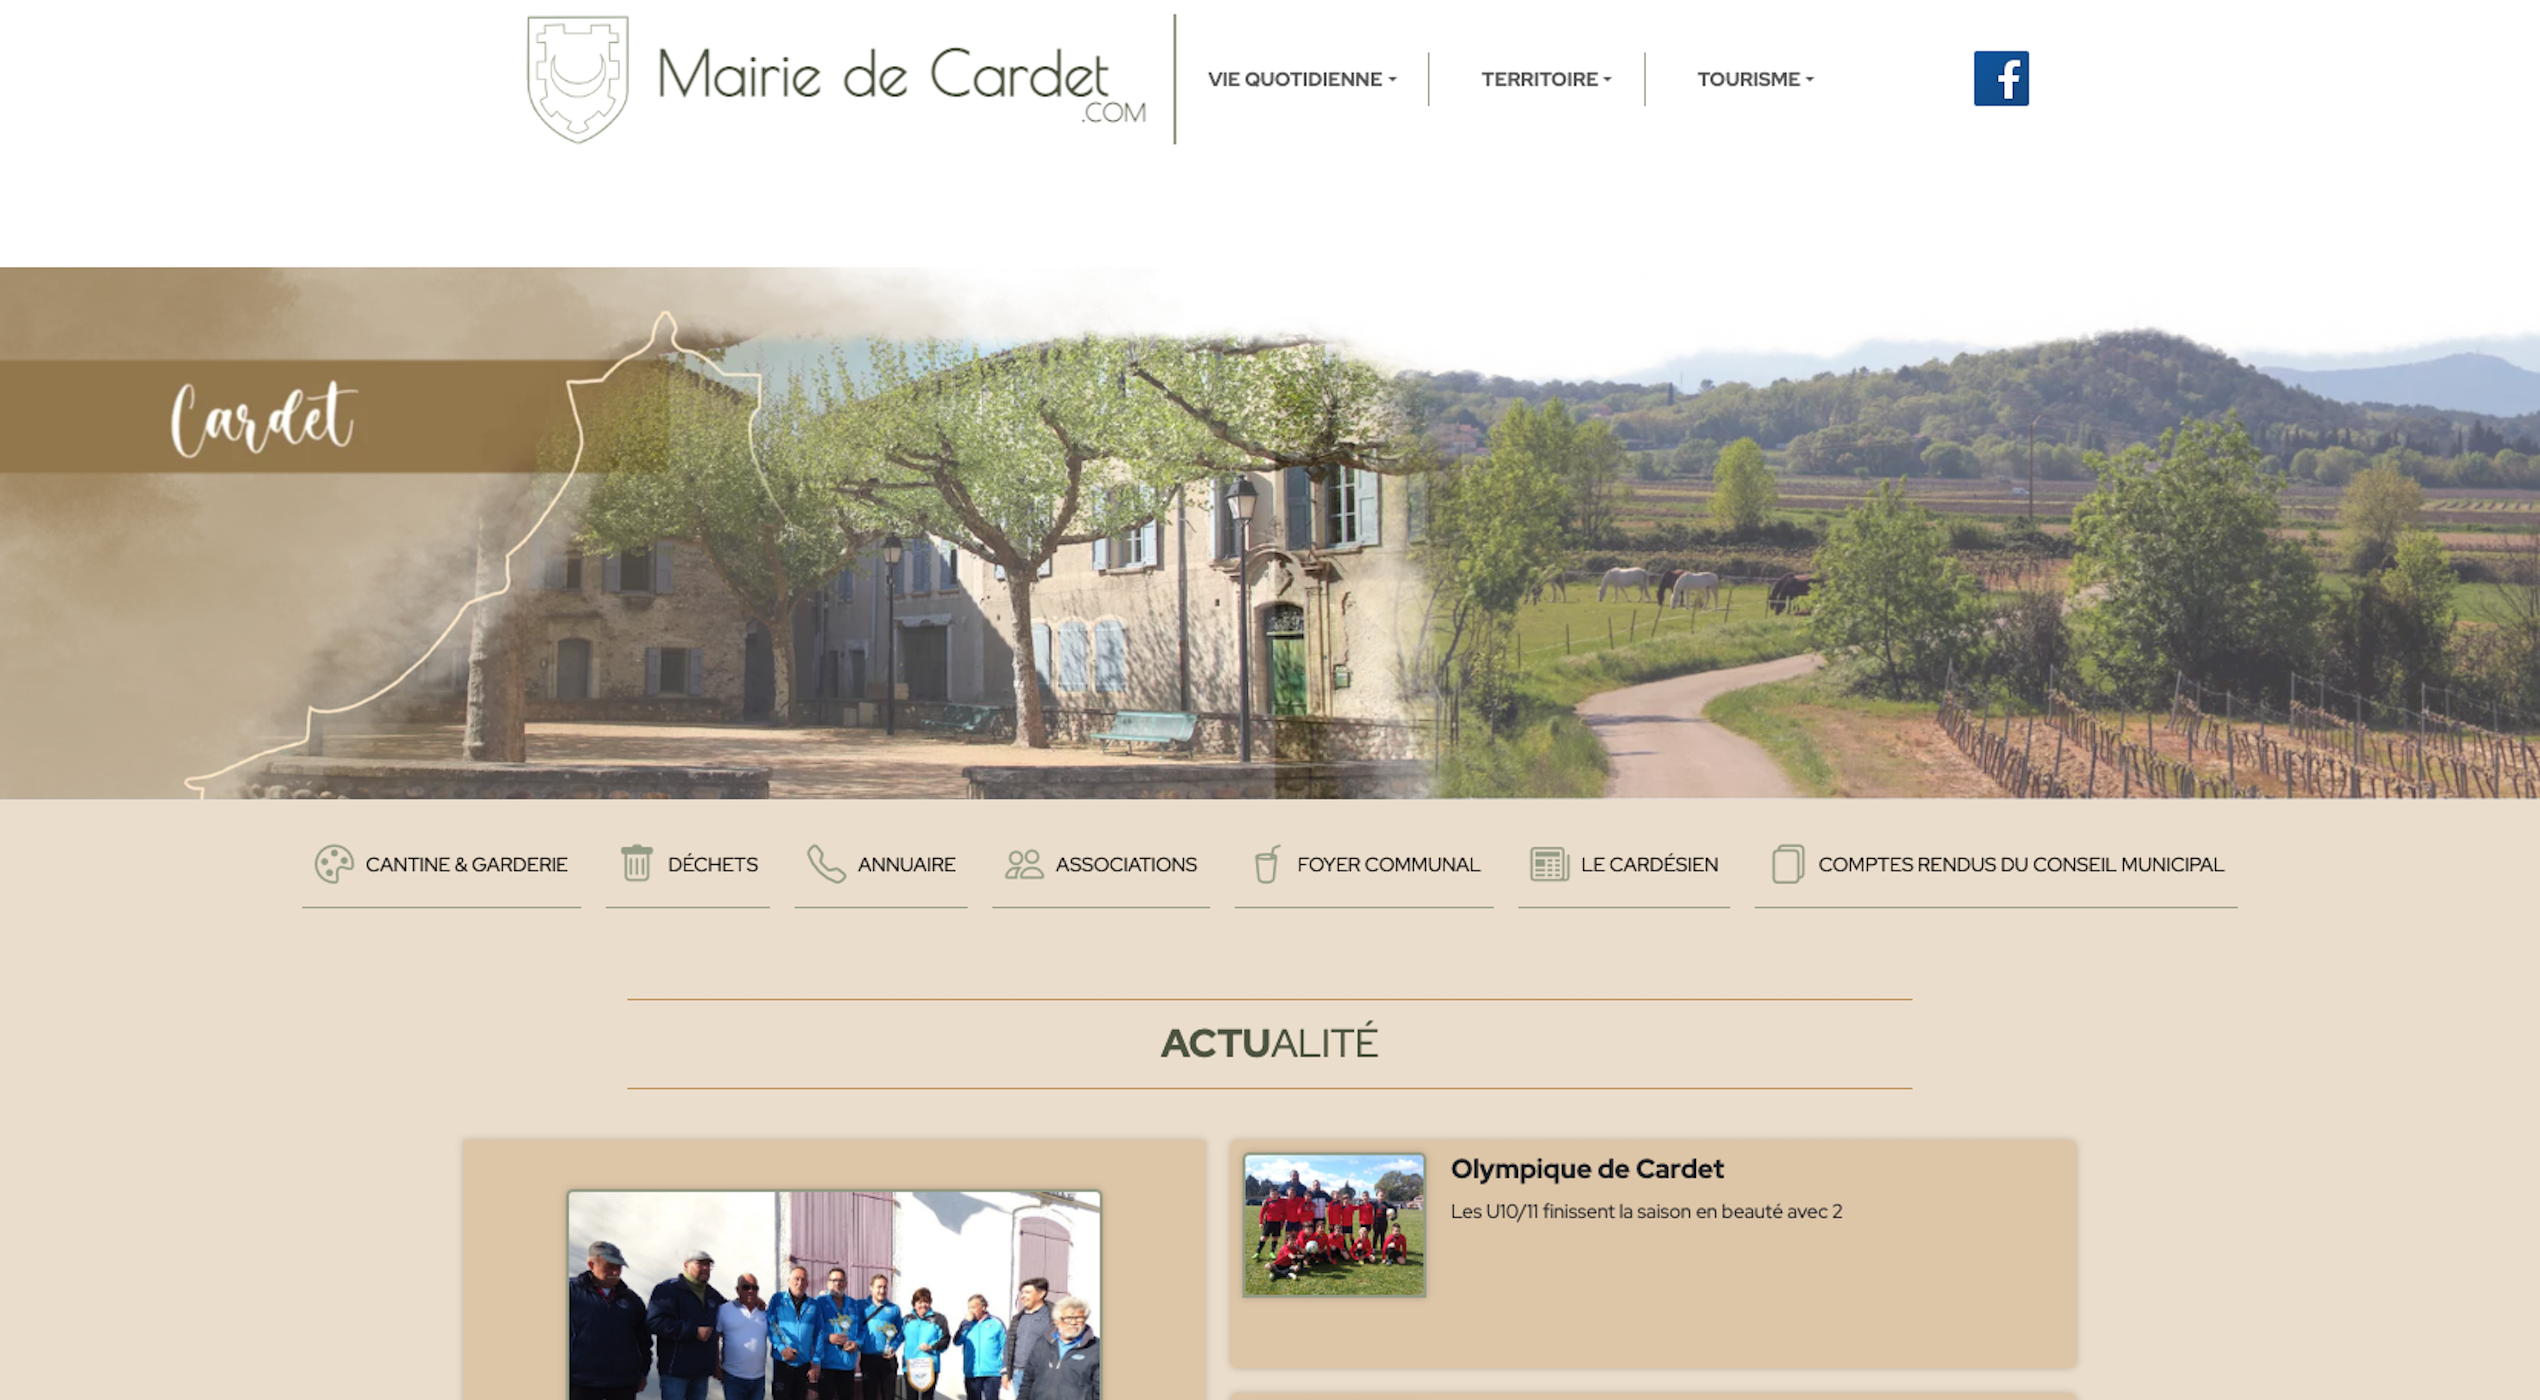 Mairie de Cardet
.COM
VIE QUOTIDIENNE
TERRITOIRE
TOURISME
Cardet
CANTINE & GARDERIE
DÉCHETS
ANNUAIRE
ASSOCIATIONS
FOYER COMMUNAL
LE CARDÉSIEN
COMPTES RENDUS DU CONSEIL MUNICIPAL
ACTUALITÉ
Olympique de Cardet
Les U10/11 finissent la saison en beauté avec 2